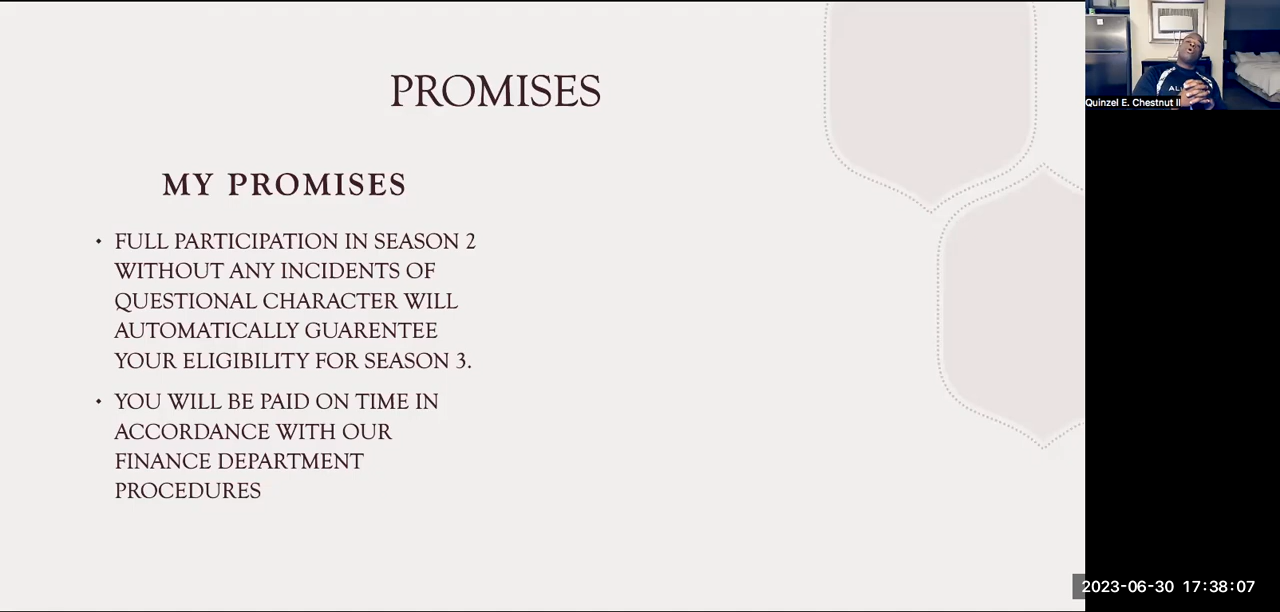 PROMISES
MY PROMISES
• FULL PARTICIPATION IN SEASON 2
WITHOUT ANY INCIDENTS OF
QUESTIONAL CHARACTER WILL
AUTOMATICALLY GUARENTEE
YOUR ELIGIBILITY FOR SEASON 3.
• YOU WILL BE PAID ON TIME IN
ACCORDANCE WITH OUR
FINANCE DEPARTMENT
PROCEDURES
Quinzel E. Chestnut II
2023-06-30 17:38:07